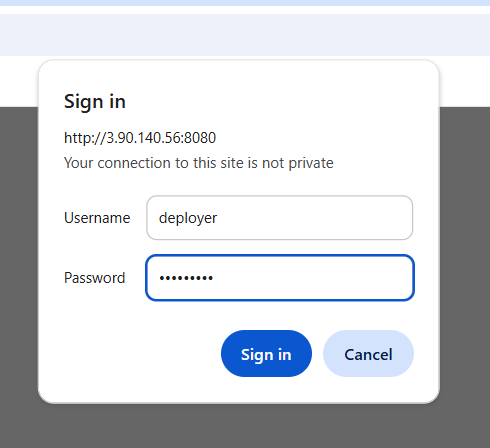 Sign in
http://3.90.140.56:8080
Your connection to this site is not private
Username deployer
Password •••••••••
Sign in Cancel